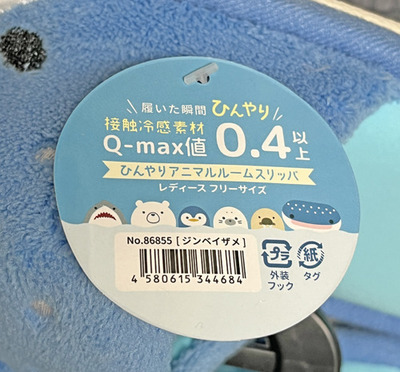 履いた瞬間 ひんやり
接触冷感素材
Q-max値 0.4以上
ひんやりアニマルルームスリッパ
レディース フリーサイズ
No.86855 [ジンベイザメ]
4 580615 344684
プラ 紙
外装 タグ
フック